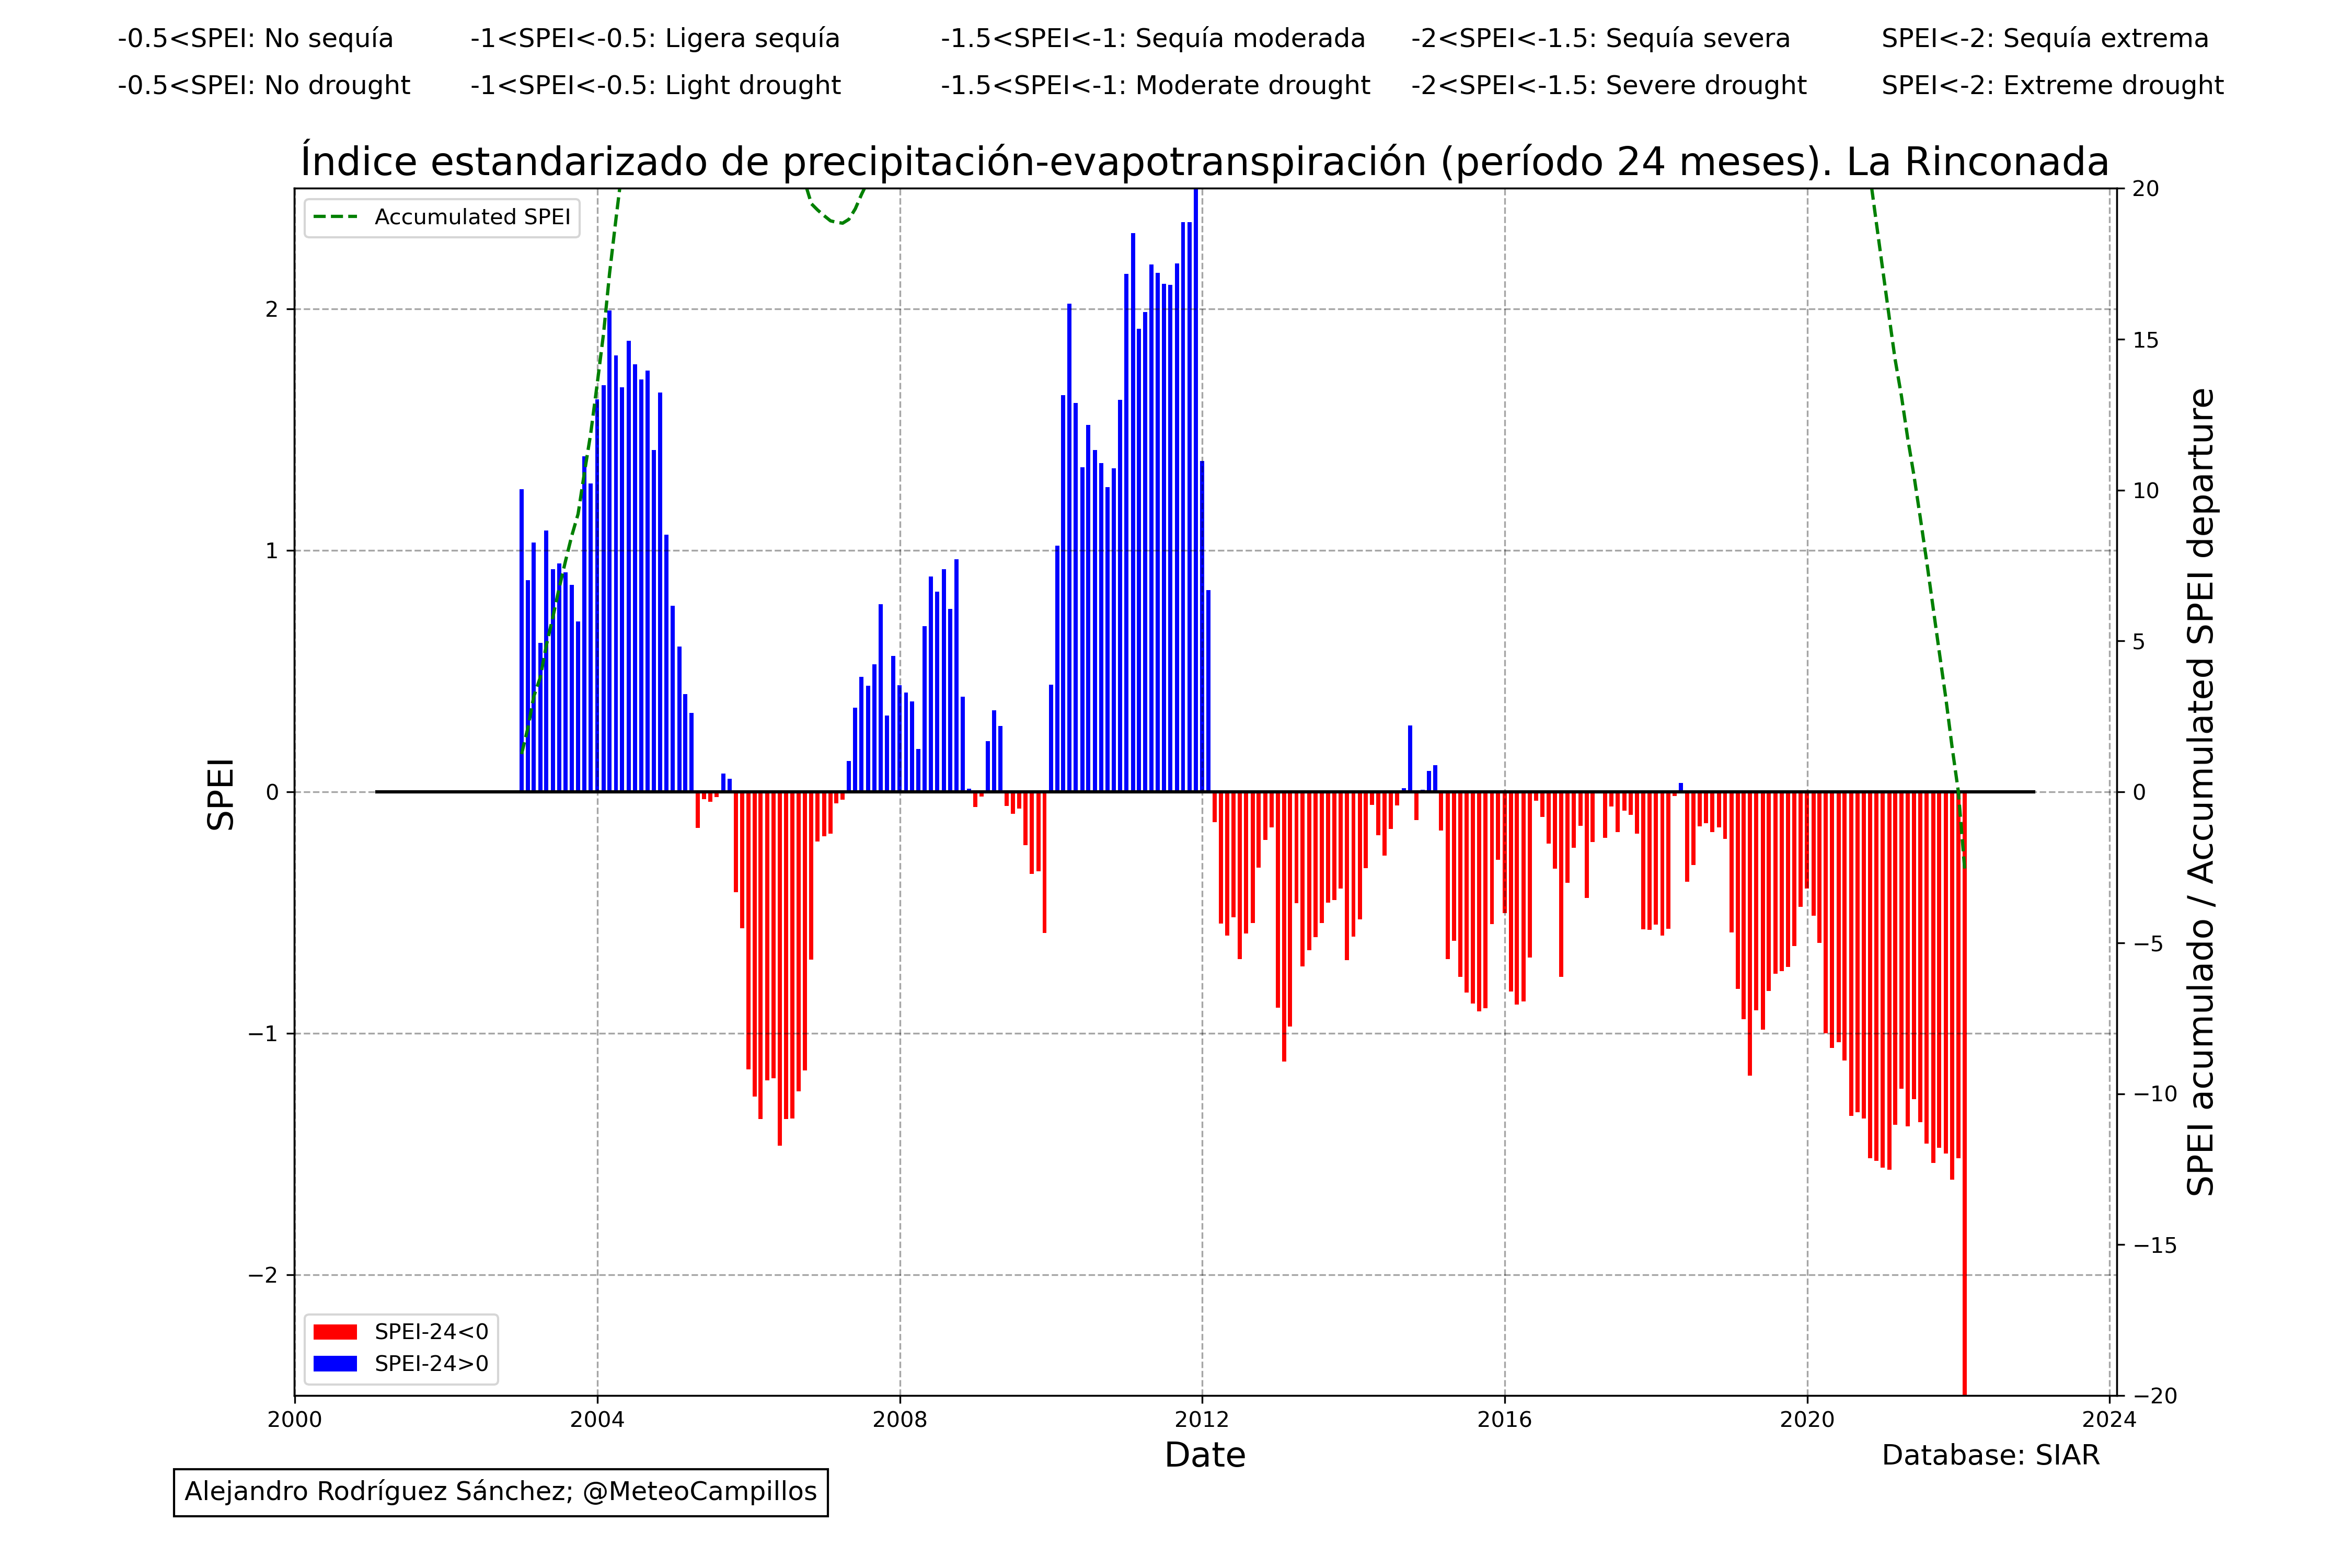 -0.5<SPEI: No sequía -1<SPEI<-0.5: Ligera sequía -1.5<SPEI<-1: Sequía moderada -2<SPEI<-1.5: Sequía severa SPEI<-2: Sequía extrema
-0.5<SPEI: No drought -1<SPEI<-0.5: Light drought -1.5<SPEI<-1: Moderate drought -2<SPEI<-1.5: Severe drought SPEI<-2: Extreme drought
Índice estandarizado de precipitación-evapotranspiración (período 24 meses). La Rinconada
Accumulated SPEI
SPEI
2
1
0
−1
−2
20
15
10
5
0
−5
−10
−15
−20
SPEI acumulado / Accumulated SPEI departure
SPEI-24<0
SPEI-24>0
2000 2004 2008 2012 2016 2020 2024
Date
Database: SIAR
Alejandro Rodríguez Sánchez; @MeteoCampillos